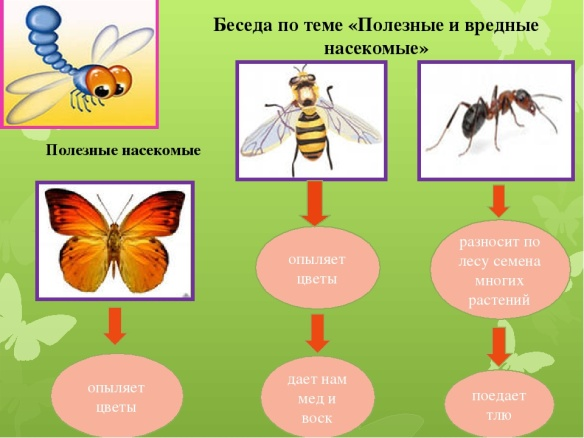 Беседа по теме «Полезные и вредные
насекомые»
Полезные насекомые
опыляет
цветы
опыляет
цветы
дает нам
мед и
воск
разносит по
лесу семена
многих
растений
поедает
тлю